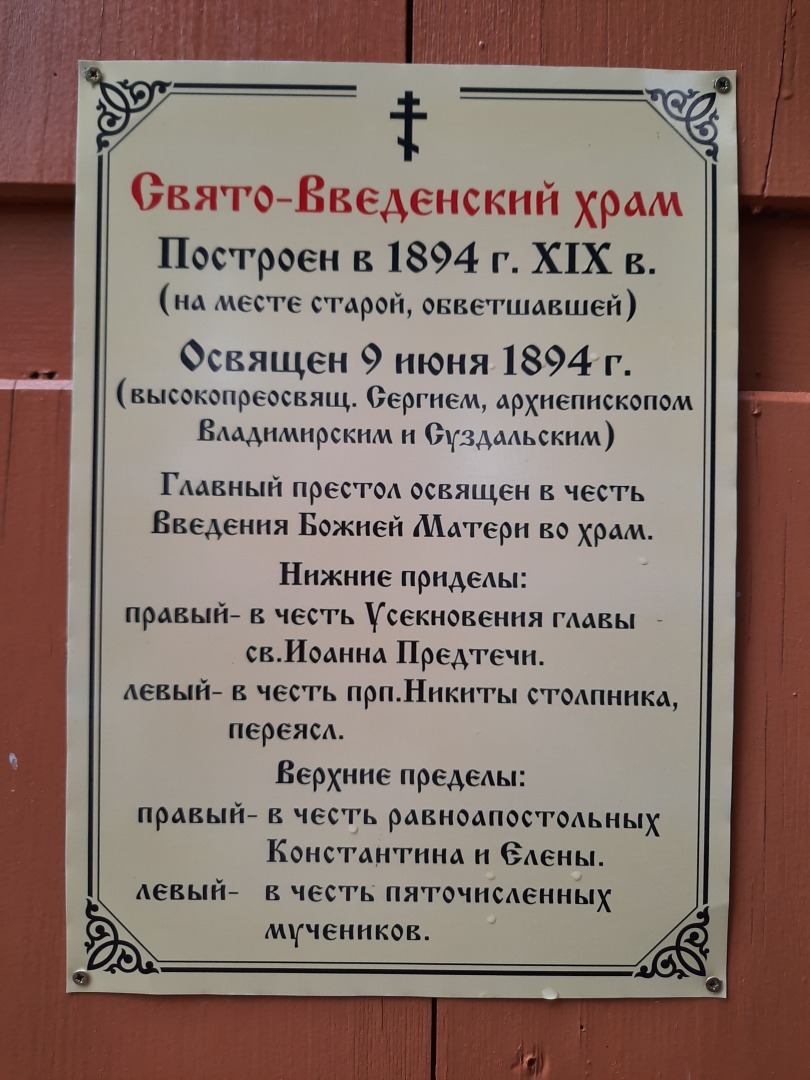 Свято-Введенский храм
Построен в 1894 г. XIX в.
(на месте старой, обветшавшей)
Освящен 9 июня 1894 г.
(высокопреосвящ. Сергием, архиепископом
Владимирским и Суздальским)
Главный престол освящен в честь
Введения Божией Матери во храм.
Нижние приделы:
правый- в честь Усекновения главы
св.Иоанна Предтечи.
левый- в честь прп.Никиты столпника,
переясл.
Верхние пределы:
правый- в честь равноапостольных
Константина и Елены.
левый- в честь пяточисленных
мучеников.